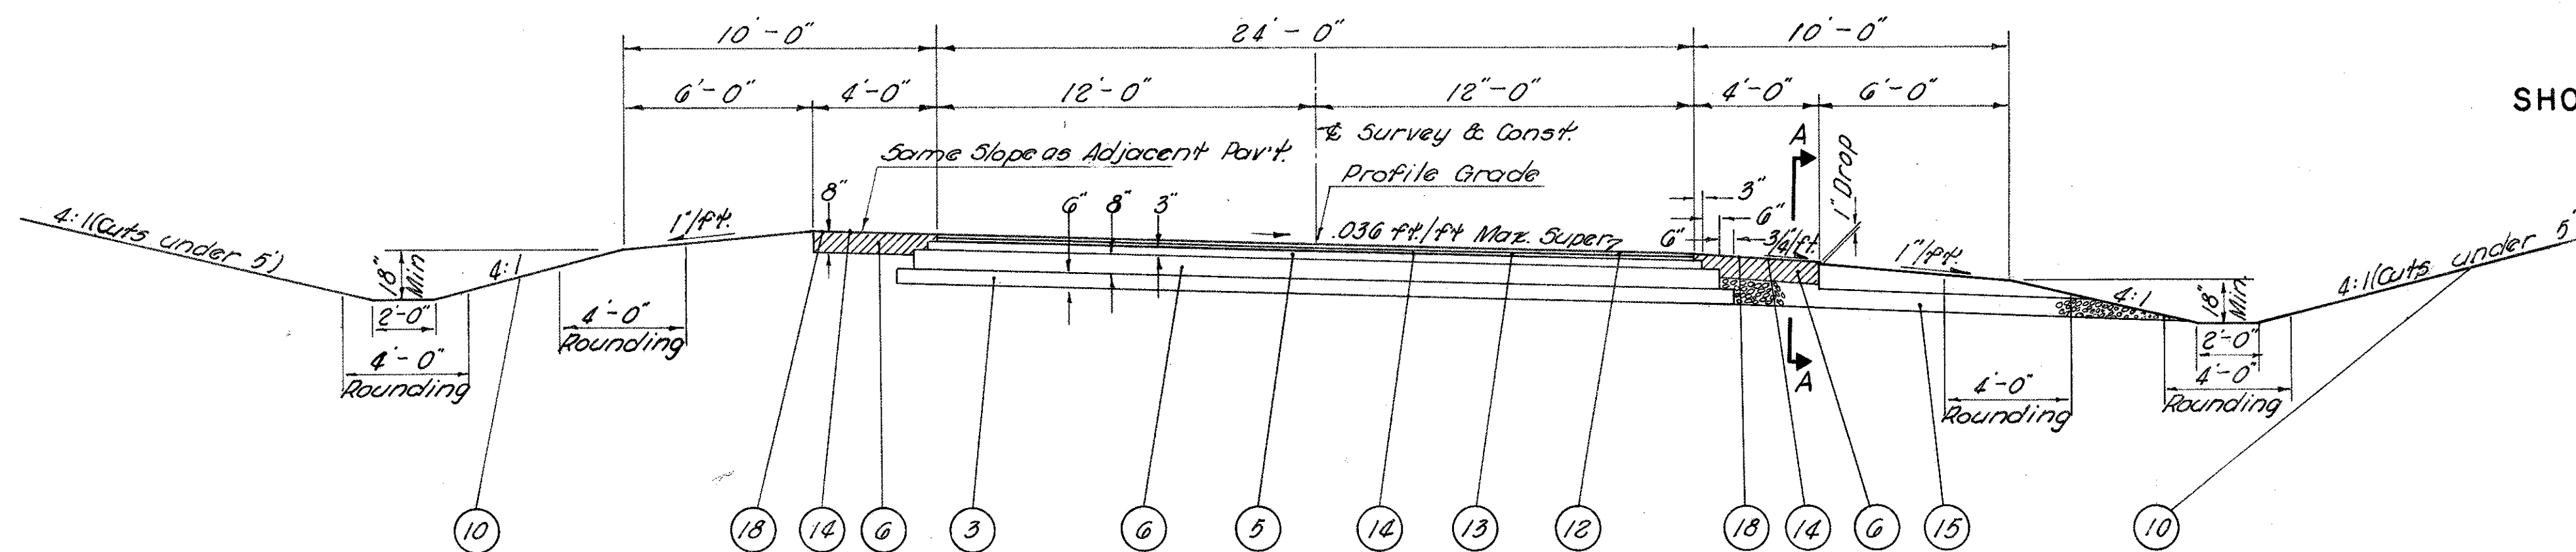 10'-0" 24'-0" 10'-0"
6'-0" 4'-0" 12'-0" 12"-0" 4'-0" 6'-0"
SHO
℄ Survey & Const.
Same Slope as Adjacent Pav't.
Profile Grade
A
1" Drop
8" 6" 8" 3" 3"
4:1 (Cuts under 5')
1"/ft.
.036 ft./ft Max. Super.
6" 6" 3/4"/ft.
1"/ft.
4:1 (Cuts under 5'
18" Min
4:1
4:1
18" Min.
2'-0"
4'-0"
Rounding
4'-0"
Rounding
A
4'-0"
Rounding
2'-0"
4'-0"
Rounding
10 18 14 6 3 6 5 14 13 12 18 14 6 15 10